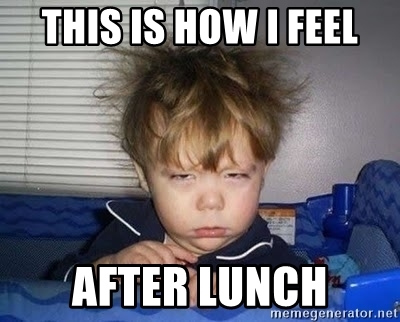 THIS IS HOW I FEEL
AFTER LUNCH
memegenerator.net